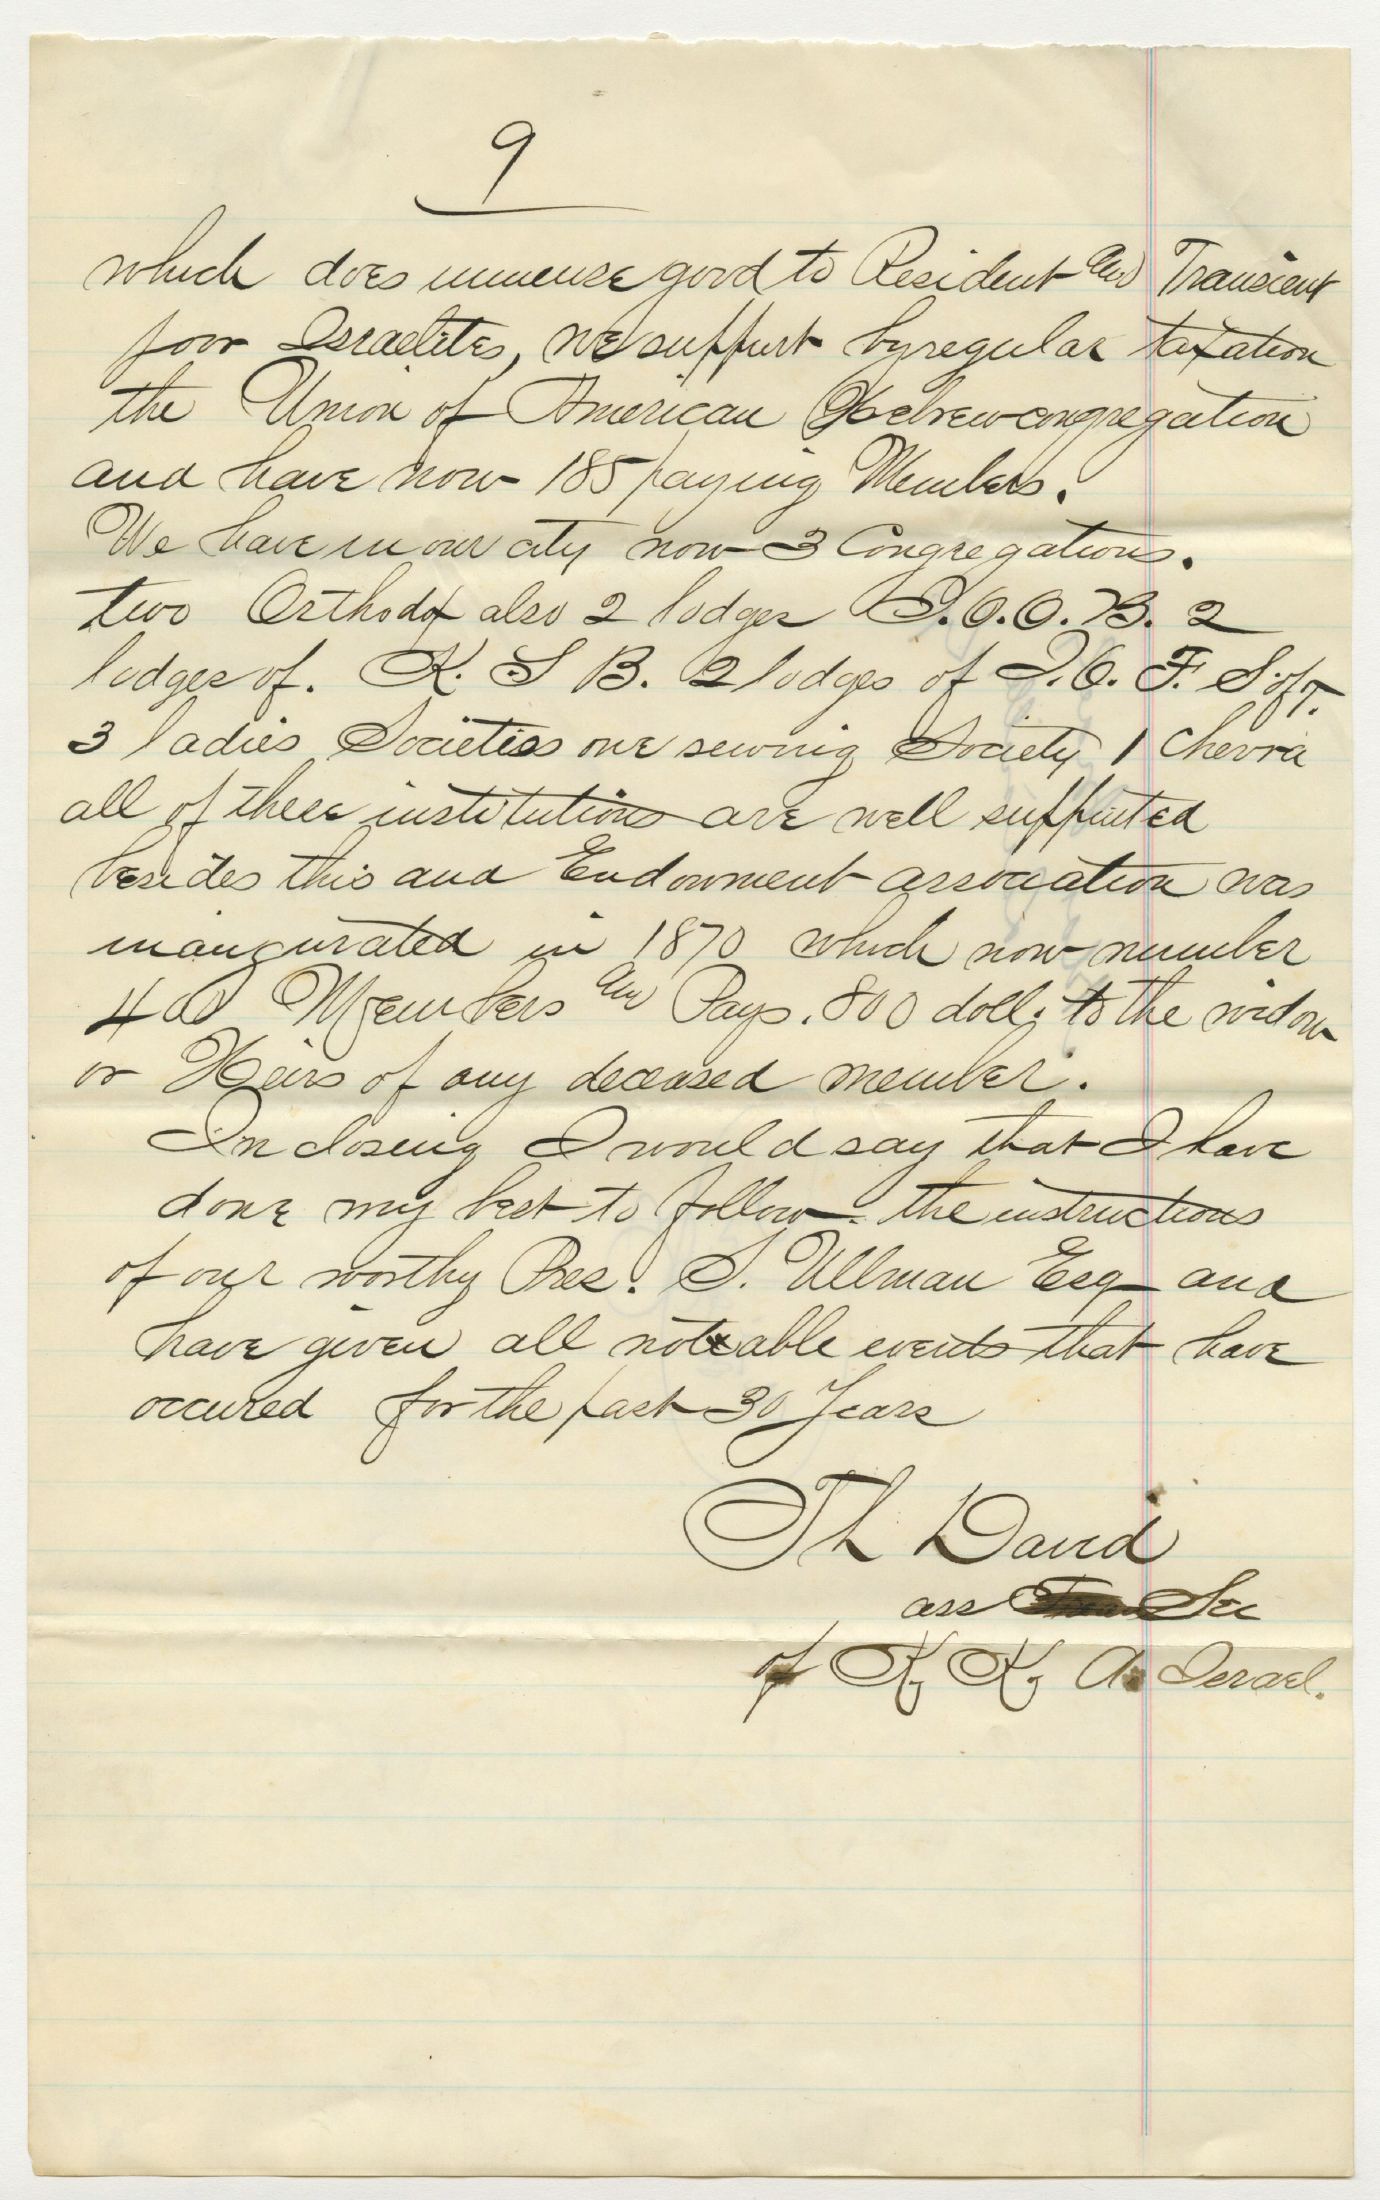 9
which does immense good to Resident and Transient
poor Israelites, we support by regular taxation
the Union of American Hebrew congregation
and have now 185 paying Members.
We have in our city now 3 Congregations.
two Orthodox also 2 lodges I.O.O.B. 2
lodges of. K. S B. 2 lodges of I.O. F. S. of T.
3 ladies Societies one sewing Society 1 Chevra
all of these institutions are well supported
besides this and Endowment association was
inaugurated in 1870 which now number
400 Members and Pays. 800 doll. to the widow
or Heirs of any deceased member.
In closing I would say that I have
done my best to follow the instructions
of our worthy Pres. S. Ullman Esq and
have given all noteable events that have
occured for the past 30 Years
Th David
ass Sec
of K. K. A. Israel.